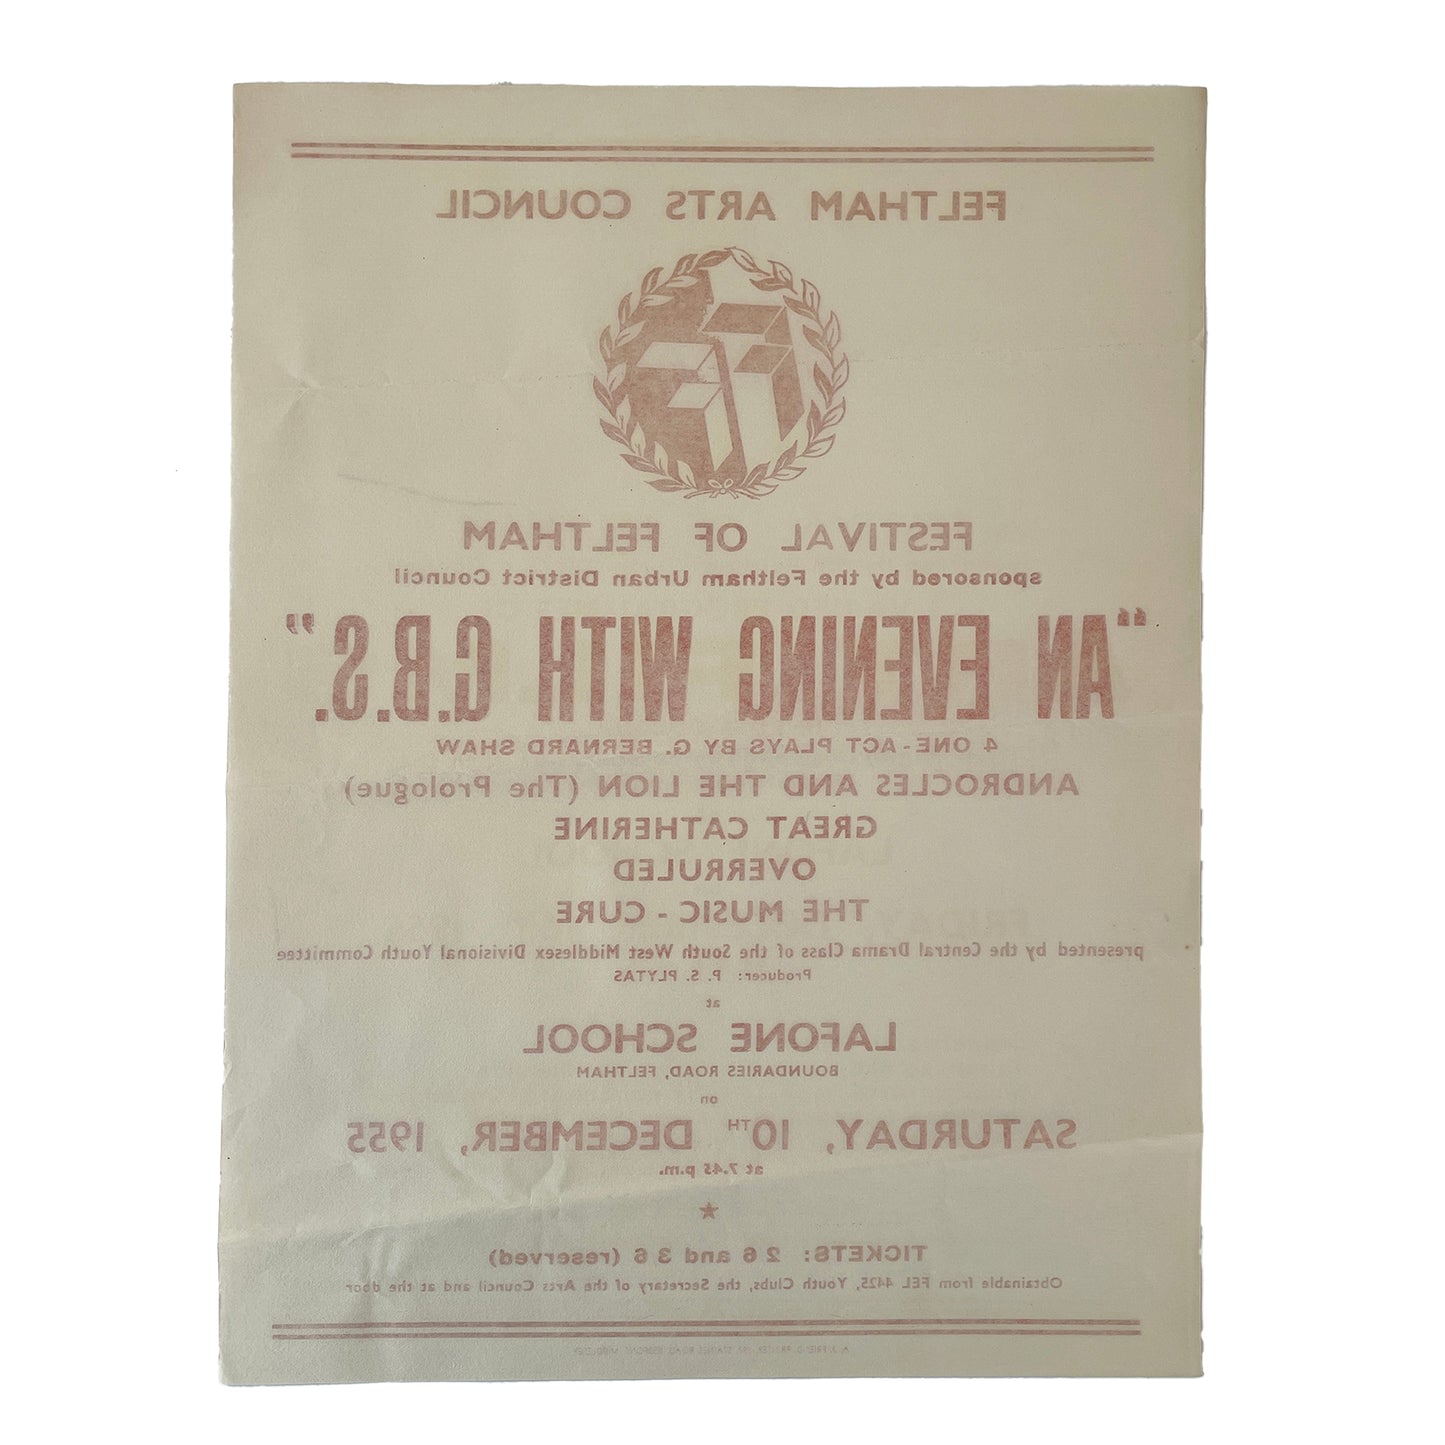 FELTHAM ARTS COUNCIL
FESTIVAL OF FELTHAM
sponsored by the Feltham Urban District Council
“AN EVENING WITH G.B.S.”
4 ONE-ACT PLAYS BY G. BERNARD SHAW
ANDROCLES AND THE LION (The Prologue)
GREAT CATHERINE
OVERRULED
THE MUSIC - CURE
presented by the Central Drama Class of the South West Middlesex Divisional Youth Committee
Producer: P. S. PLYTAS
at
LAFONE SCHOOL
BOUNDARIES ROAD, FELTHAM
on
SATURDAY, 10TH DECEMBER, 1955
at 7.45 p.m.
TICKETS: 2 6 and 3 6 (reserved)
Obtainable from FEL 4425, Youth Clubs, the Secretary of the Arts Council and at the door